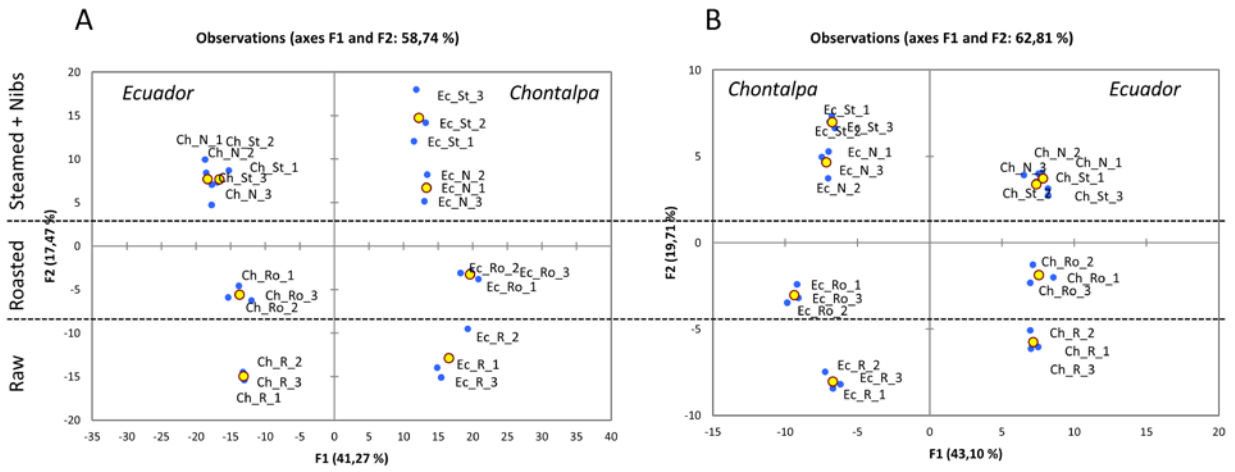 A
Observations (axes F1 and F2: 58,74 %)
Steamed + Nibs
Roasted
Raw
F2 (17,47 %)
20
15
10
5
0
-5
-10
-15
-20
Ecuador
Chontalpa
Ec_St_3
Ec_St_2
Ec_St_1
Ch_N_1
Ch_St_2
Ch_N_2
Ch_St_1
Ch_St_3
Ch_N_3
Ec_N_2
Ec_N_1
Ec_N_3
Ch_Ro_1
Ch_Ro_3
Ch_Ro_2
Ec_Ro_2
Ec_Ro_3
Ec_Ro_1
Ec_R_2
Ec_R_1
Ec_R_3
Ch_R_2
Ch_R_3
Ch_R_1
-35 -25 -15 -5 0 5 10 15 20 25 30 35 40
F1 (41,27 %)
B
Observations (axes F1 and F2: 62,81 %)
F2 (19,71 %)
10
5
0
-5
-10
Chontalpa
Ecuador
Ec_St_1
Ec_St_2
Ec_St_3
Ec_N_1
Ec_N_3
Ec_N_2
Ch_N_2
Ch_N_3
Ch_N_1
Ch_St_1
Ch_St_2
Ch_St_3
Ec_Ro_1
Ec_Ro_3
Ec_Ro_2
Ch_Ro_2
Ch_Ro_1
Ch_Ro_3
Ec_R_2
Ec_R_3
Ec_R_1
Ch_R_2
Ch_R_1
Ch_R_3
-15 -10 -5 0 5 10 15 20
F1 (43,10 %)